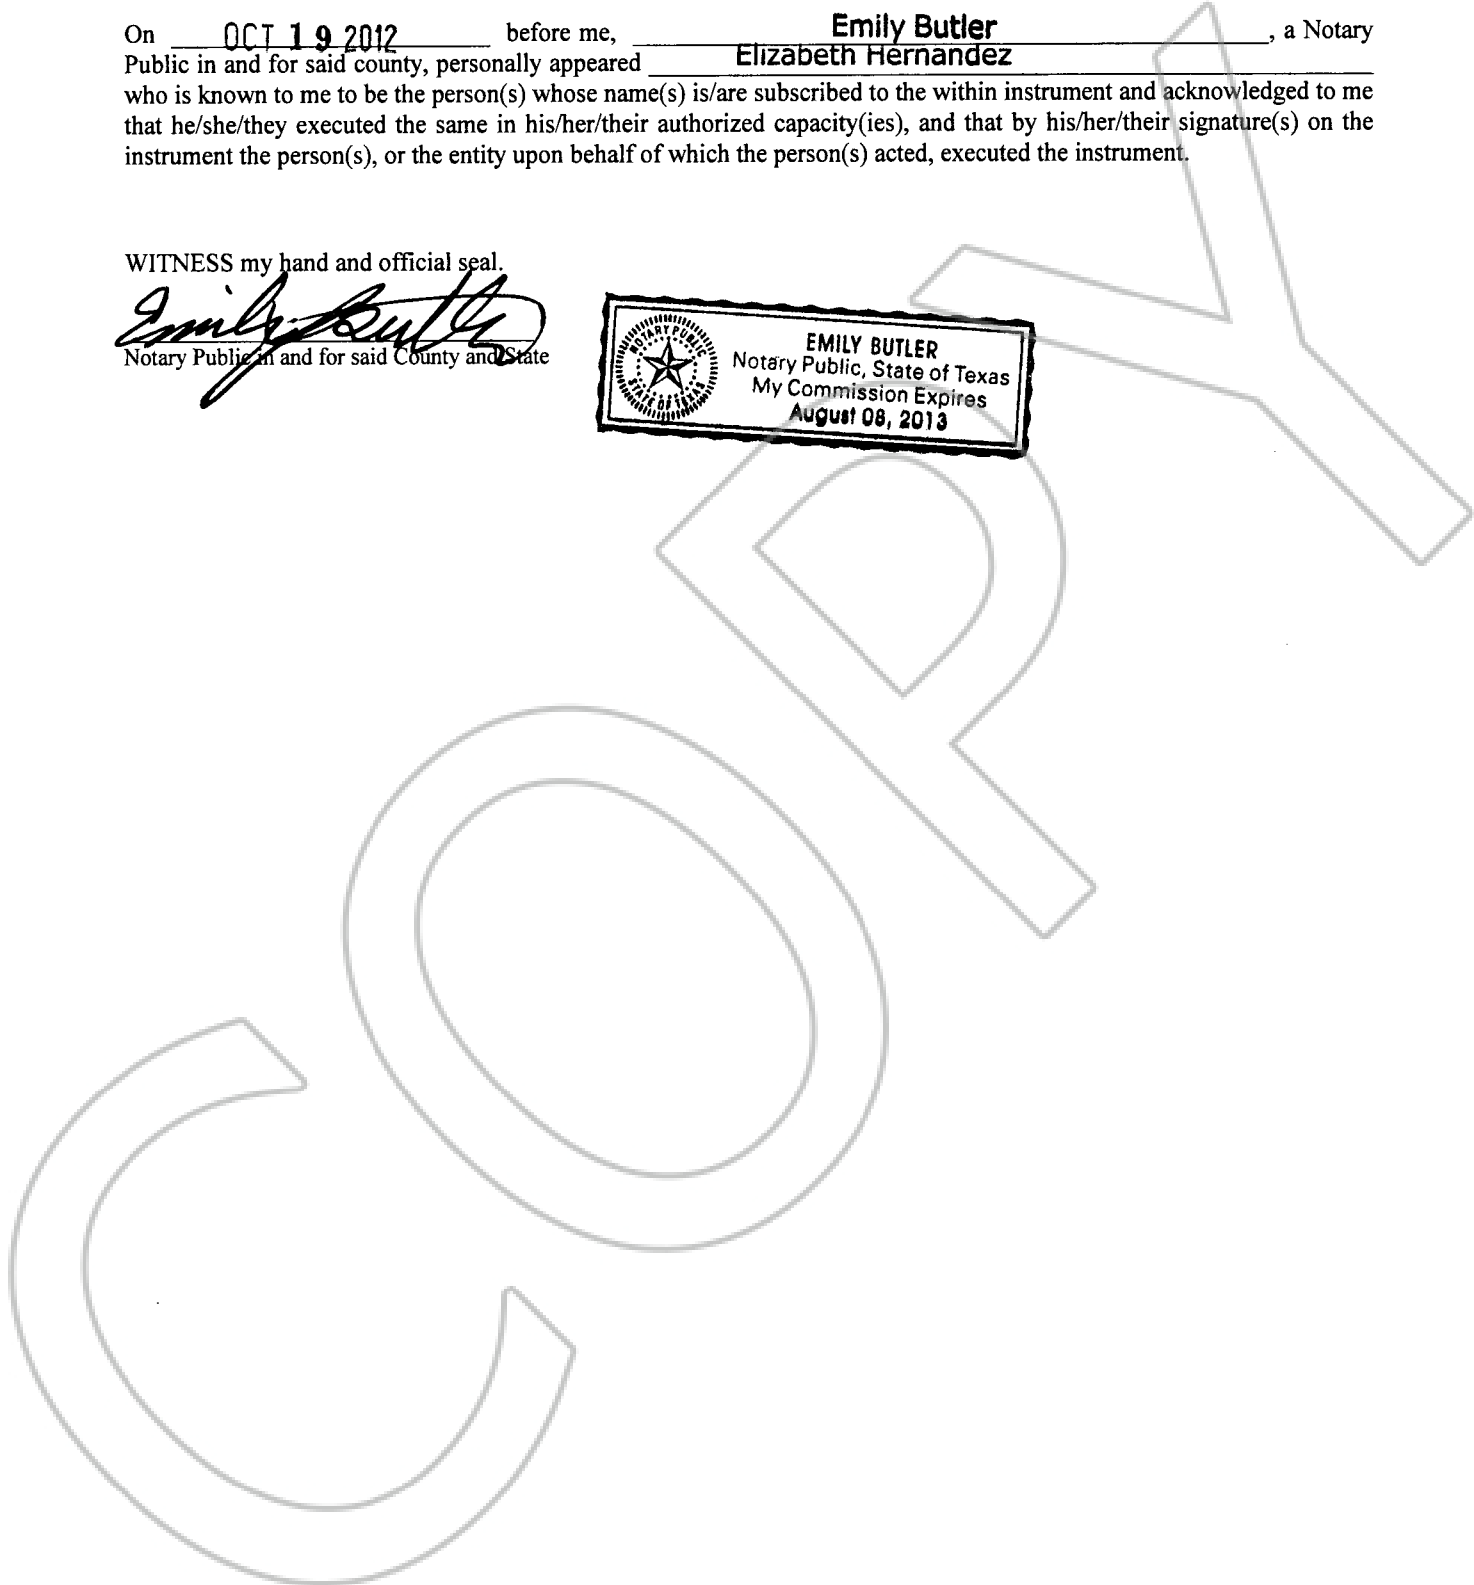 On OCT 19 2012 before me, Emily Butler, a Notary
Public in and for said county, personally appeared Elizabeth Hernandez
who is known to me to be the person(s) whose name(s) is/are subscribed to the within instrument and acknowledged to me
that he/she/they executed the same in his/her/their authorized capacity(ies), and that by his/her/their signature(s) on the
instrument the person(s), or the entity upon behalf of which the person(s) acted, executed the instrument.
WITNESS my hand and official seal.
Emily Butler
Notary Public in and for said County and State
NOTARY PUBLIC
STATE OF TEXAS
EMILY BUTLER
Notary Public, State of Texas
My Commission Expires
August 08, 2013
COPY